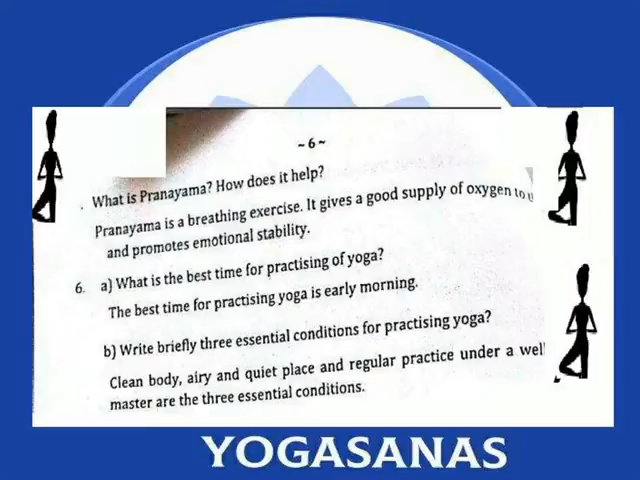 ~6~
What is Pranayama? How does it help?
Pranayama is a breathing exercise. It gives a good supply of oxygen to
and promotes emotional stability.
6. a) What is the best time for practising of yoga?
The best time for practising yoga is early morning.
b) Write briefly three essential conditions for practising yoga?
Clean body, airy and quiet place and regular practice under a well
master are the three essential conditions.
YOGASANAS